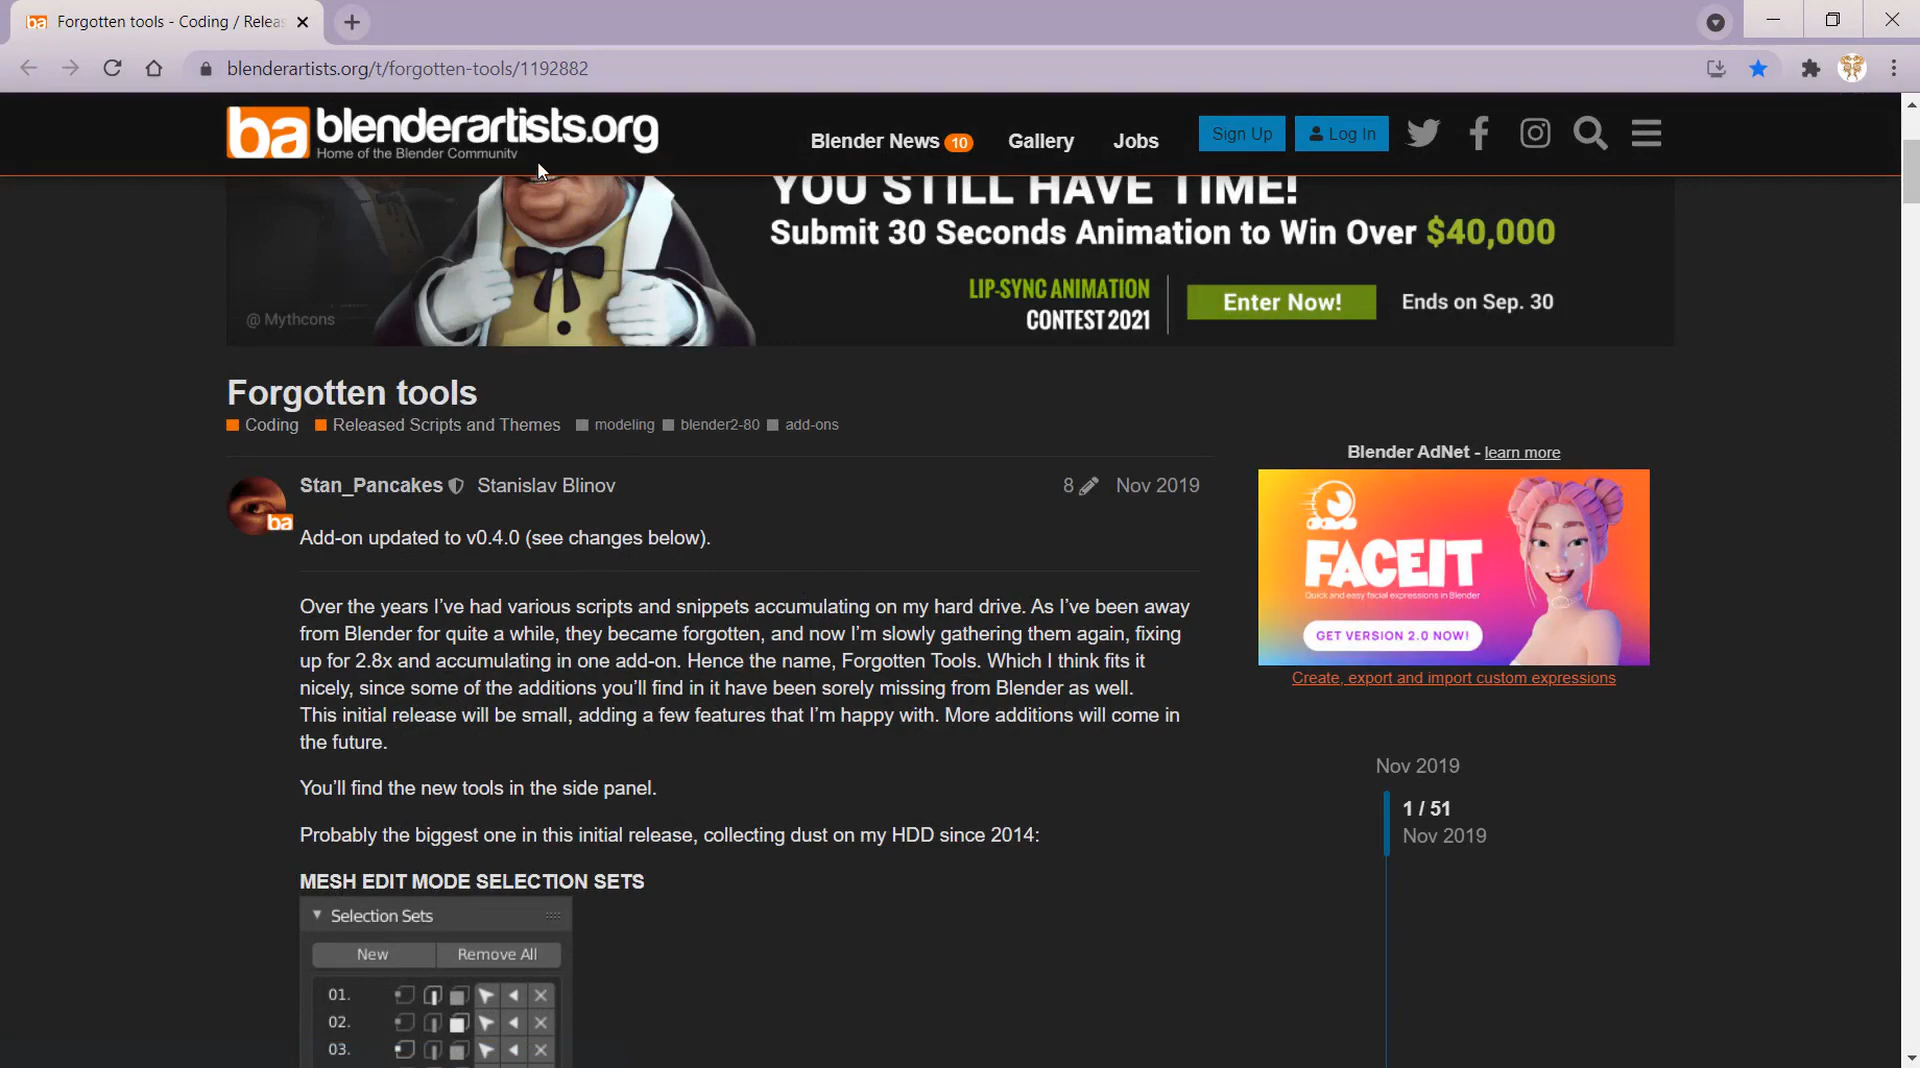 Forgotten tools - Coding / Relea
blenderartists.org/t/forgotten-tools/1192882
ba blenderartists.org
Home of the Blender Community
Blender News 10 Gallery Jobs Sign Up Log In
YOU STILL HAVE TIME!
Submit 30 Seconds Animation to Win Over $40,000
LIP-SYNC ANIMATION
CONTEST 2021
Enter Now!
Ends on Sep. 30
@ Mythcons
Forgotten tools
Coding Released Scripts and Themes modeling blender2-80 add-ons
Stan_Pancakes Stanislav Blinov 8 Nov 2019
ba
Add-on updated to v0.4.0 (see changes below).
Over the years I’ve had various scripts and snippets accumulating on my hard drive. As I’ve been away
from Blender for quite a while, they became forgotten, and now I’m slowly gathering them again, fixing
up for 2.8x and accumulating in one add-on. Hence the name, Forgotten Tools. Which I think fits it
nicely, since some of the additions you’ll find in it have been sorely missing from Blender as well.
This initial release will be small, adding a few features that I’m happy with. More additions will come in
the future.
You’ll find the new tools in the side panel.
Probably the biggest one in this initial release, collecting dust on my HDD since 2014:
MESH EDIT MODE SELECTION SETS
Selection Sets
New Remove All
01.
02.
03.
Blender AdNet - learn more
FACEIT
Quick and easy facial expressions in Blender
GET VERSION 2.0 NOW!
Create, export and import custom expressions
Nov 2019
1 / 51
Nov 2019